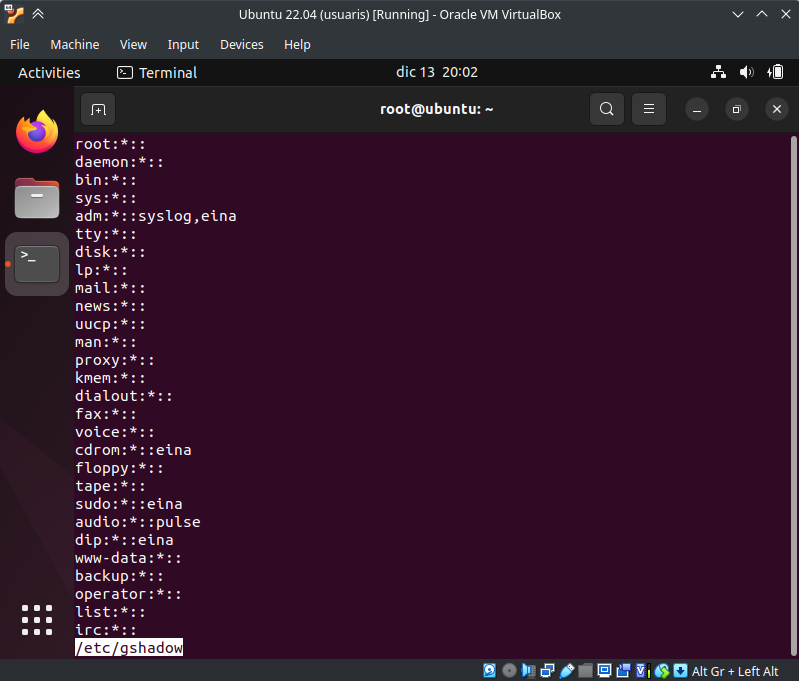 Ubuntu 22.04 (usuaris) [Running] - Oracle VM VirtualBox
File Machine View Input Devices Help
Activities Terminal dic 13 20:02
root@ubuntu: ~
root:*::
daemon:*::
bin:*::
sys:*::
adm:*::syslog,eina
tty:*::
disk:*::
lp:*::
mail:*::
news:*::
uucp:*::
man:*::
proxy:*::
kmem:*::
dialout:*::
fax:*::
voice:*::
cdrom:*::eina
floppy:*::
tape:*::
sudo:*::eina
audio:*::pulse
dip:*::eina
www-data:*::
backup:*::
operator:*::
list:*::
irc:*::
/etc/gshadow
Alt Gr + Left Alt